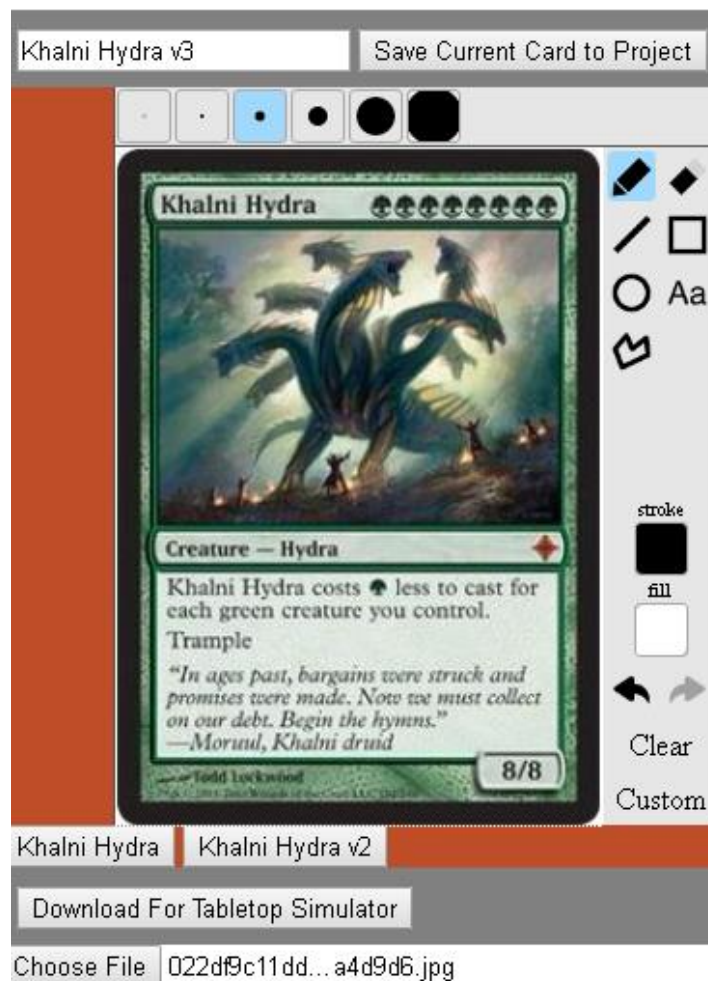 Khalni Hydra v3
Save Current Card to Project
Khalni Hydra
Aa
Creature — Hydra
Khalni Hydra costs less to cast for
each green creature you control.
Trample
“In ages past, bargains were struck and
promises were made. Now we must collect
on our debt. Begin the hymns.”
—Moruul, Khalni druid
Todd Lockwood
8/8
stroke
fill
Clear
Custom
Khalni Hydra
Khalni Hydra v2
Download For Tabletop Simulator
Choose File
022df9c11dd...a4d9d6.jpg